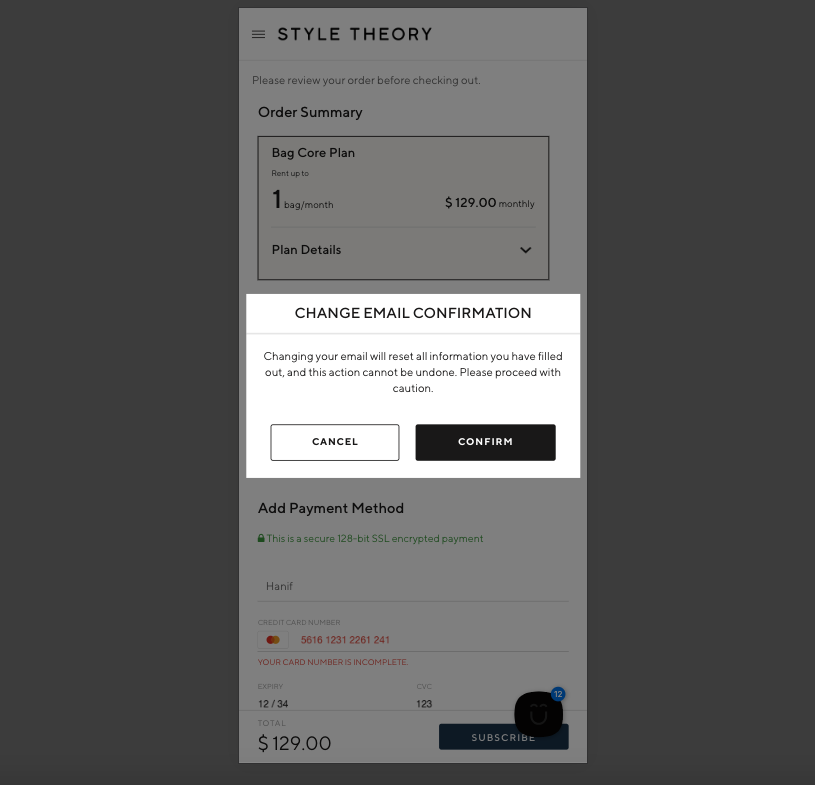 STYLE THEORY
Please review your order before checking out.
Order Summary
Bag Core Plan
Rent up to
1 bag/month
$ 129.00 monthly
Plan Details
CHANGE EMAIL CONFIRMATION
Changing your email will reset all information you have filled
out, and this action cannot be undone. Please proceed with
caution.
CANCEL
CONFIRM
Add Payment Method
This is a secure 128-bit SSL encrypted payment
Hanif
CREDIT CARD NUMBER
5616 1231 2261 241
YOUR CARD NUMBER IS INCOMPLETE.
EXPIRY
CVC
12 / 34
123
12
TOTAL
$ 129.00
SUBSCRIBE